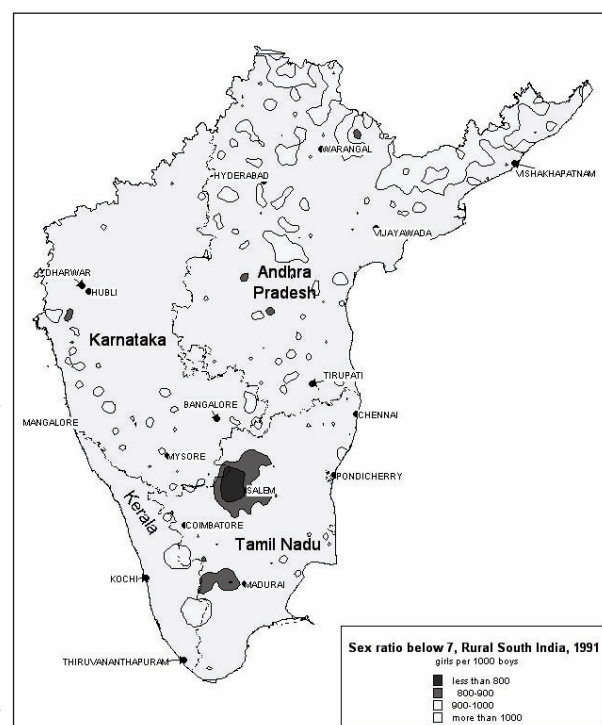 WARANGAL
HYDERABAD
VISHAKHAPATNAM
VIJAYAWADA
DHARWAR
HUBLI
Andhra
Pradesh
Karnataka
TIRUPATI
BANGALORE
CHENNAI
MANGALORE
MYSORE
PONDICHERRY
SALEM
Kerala
COIMBATORE
Tamil Nadu
KOCHI
MADURAI
THIRUVANANTHAPURAM
Sex ratio below 7, Rural South India, 1991
girls per 1000 boys
less than 800
800-900
900-1000
more than 1000